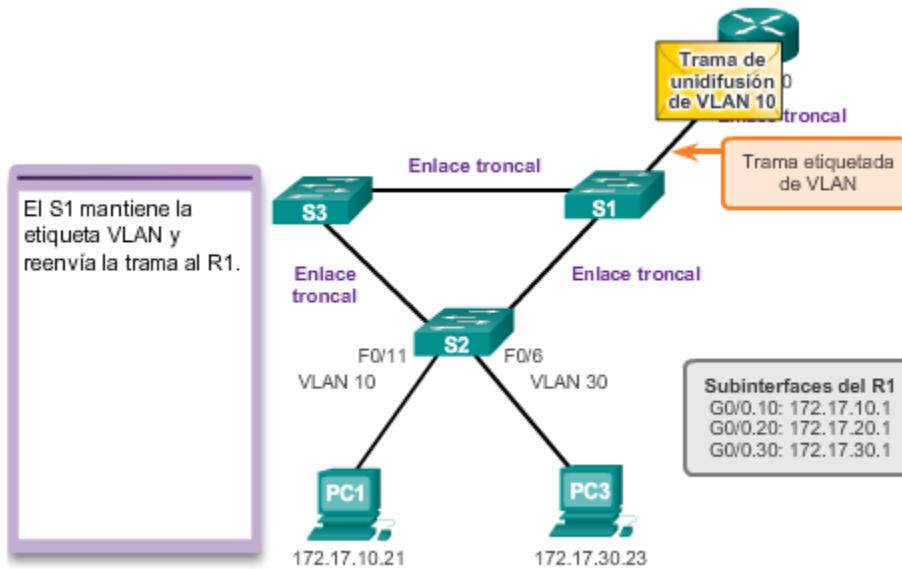 Trama de
unidifusión
de VLAN 10
0
Enlace troncal
Trama etiquetada
de VLAN
Enlace troncal
El S1 mantiene la
etiqueta VLAN y
reenvía la trama al R1.
S3
S1
Enlace
troncal
Enlace troncal
S2
F0/11
F0/6
VLAN 10
VLAN 30
Subinterfaces del R1
G0/0.10: 172.17.10.1
G0/0.20: 172.17.20.1
G0/0.30: 172.17.30.1
PC1
PC3
172.17.10.21
172.17.30.23